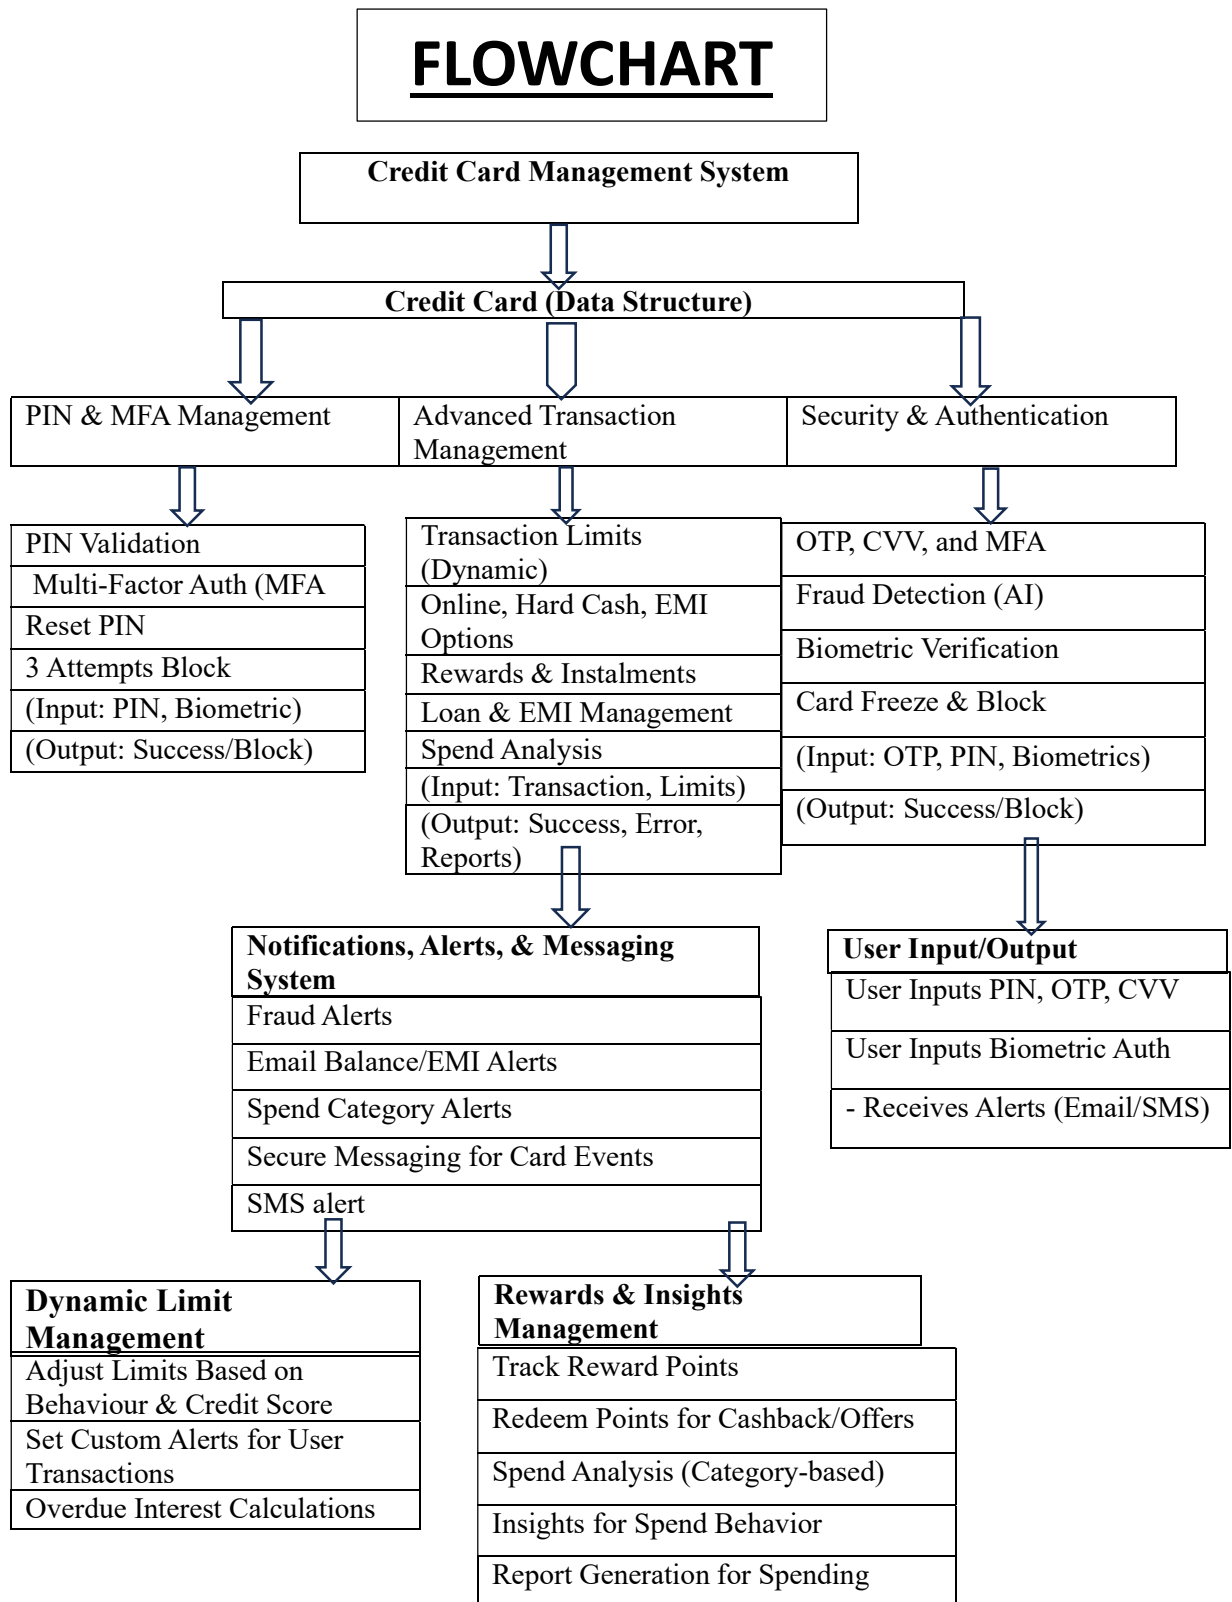 FLOWCHART
Credit Card Management System
Credit Card (Data Structure)
PIN & MFA Management
Advanced Transaction
Management
Security & Authentication
PIN Validation
Multi-Factor Auth (MFA
Reset PIN
3 Attempts Block
(Input: PIN, Biometric)
(Output: Success/Block)
Transaction Limits
(Dynamic)
Online, Hard Cash, EMI
Options
Rewards & Instalments
Loan & EMI Management
Spend Analysis
(Input: Transaction, Limits)
(Output: Success, Error,
Reports)
OTP, CVV, and MFA
Fraud Detection (AI)
Biometric Verification
Card Freeze & Block
(Input: OTP, PIN, Biometrics)
(Output: Success/Block)
Notifications, Alerts, & Messaging
System
Fraud Alerts
Email Balance/EMI Alerts
Spend Category Alerts
Secure Messaging for Card Events
SMS alert
User Input/Output
User Inputs PIN, OTP, CVV
User Inputs Biometric Auth
- Receives Alerts (Email/SMS)
Dynamic Limit
Management
Adjust Limits Based on
Behaviour & Credit Score
Set Custom Alerts for User
Transactions
Overdue Interest Calculations
Rewards & Insights
Management
Track Reward Points
Redeem Points for Cashback/Offers
Spend Analysis (Category-based)
Insights for Spend Behavior
Report Generation for Spending